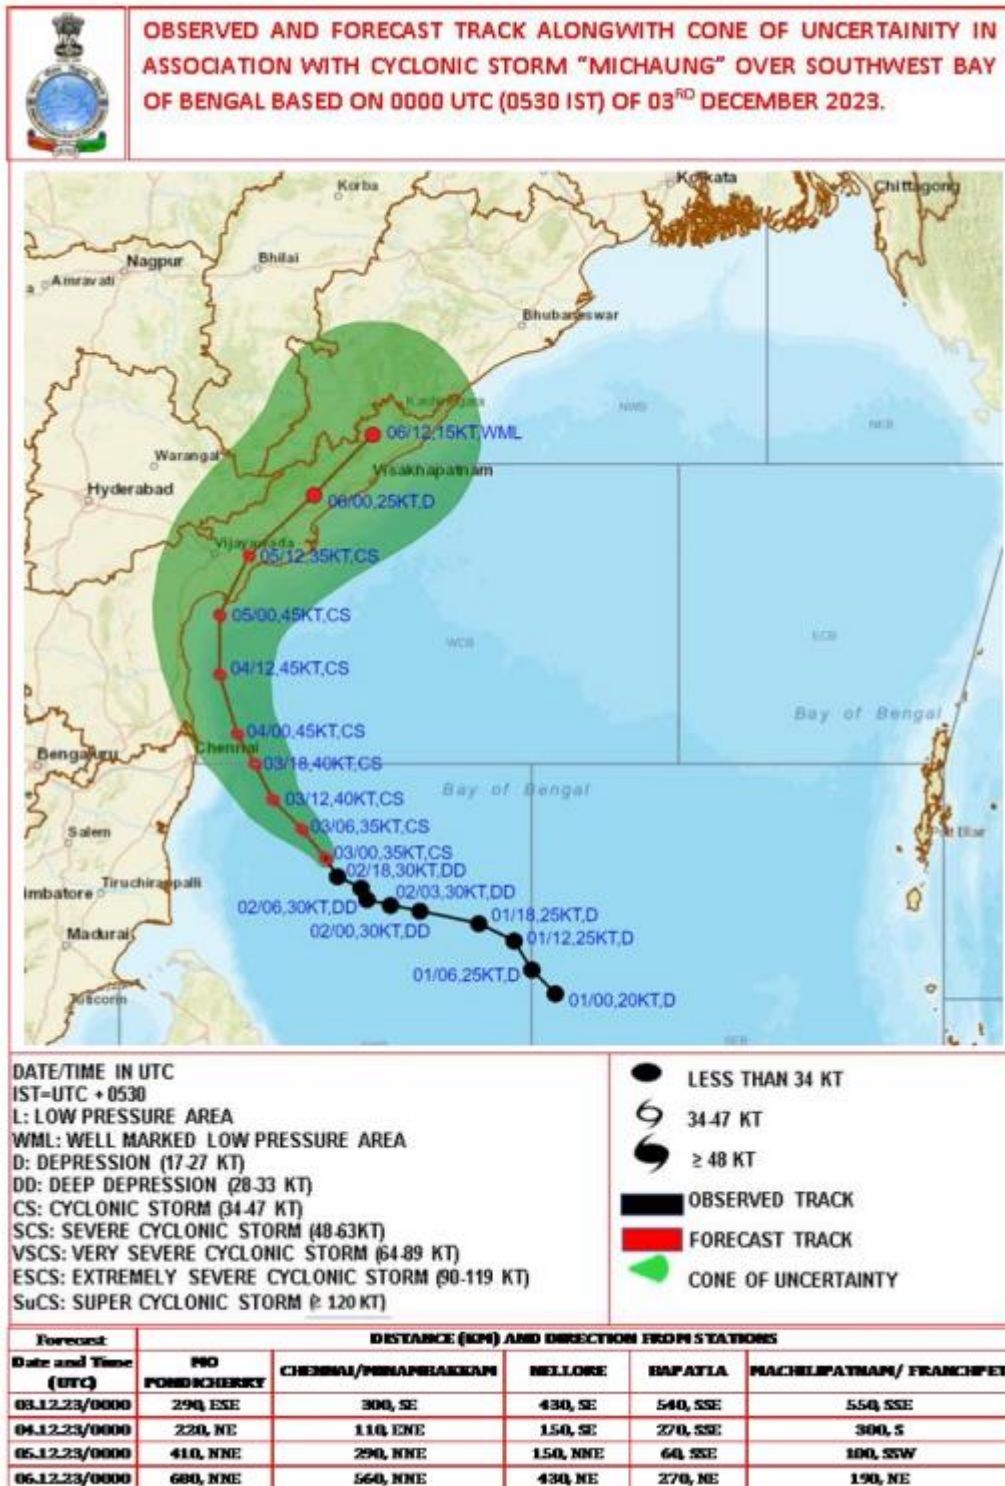 OBSERVED AND FORECAST TRACK ALONGWITH CONE OF UNCERTAINITY IN
ASSOCIATION WITH CYCLONIC STORM "MICHAUNG" OVER SOUTHWEST BAY
OF BENGAL BASED ON 0000 UTC (0530 IST) OF 03RD DECEMBER 2023.
Korba
Kolkata
Chittagong
Nagpur
Bhilai
Amravati
Bhubaneswar
NWB
NEB
06/12,15KT,WML
Warangal
Visakhapatnam
Hyderabad
06/00,25KT,D
Vijayawada
05/12,35KT,CS
05/00,45KT,CS
WCB
ECB
04/12,45KT,CS
Bay of Bengal
04/00,45KT,CS
Bengaluru
Chennai
03/18,40KT,CS
Bay of Bengal
03/12,40KT,CS
03/06,35KT,CS
Salem
Port Blair
03/00,35KT,CS
02/18,30KT,DD
imbatore
Tiruchirappalli
02/03,30KT,DD
02/06,30KT,DD
01/18,25KT,D
02/00,30KT,DD
Madurai
01/12,25KT,D
01/06,25KT,D
Tuticorin
01/00,20KT,D
DATE/TIME IN UTC
IST=UTC + 0530
L: LOW PRESSURE AREA
WML: WELL MARKED LOW PRESSURE AREA
D: DEPRESSION (17-27 KT)
DD: DEEP DEPRESSION (28-33 KT)
CS: CYCLONIC STORM (34-47 KT)
SCS: SEVERE CYCLONIC STORM (48-63KT)
VSCS: VERY SEVERE CYCLONIC STORM (64-89 KT)
ESCS: EXTREMELY SEVERE CYCLONIC STORM (90-119 KT)
SuCS: SUPER CYCLONIC STORM (≥ 120 KT)
LESS THAN 34 KT
34-47 KT
≥ 48 KT
OBSERVED TRACK
FORECAST TRACK
CONE OF UNCERTAINTY
Forecast Date and Time (UTC)
DISTANCE (KM) AND DIRECTION FROM STATIONS
MO PONDICHERRY CHENNAI/MINAMBAKKAM NELLORE BAPATLA MACHILIPATNAM/ FRANCHPET
03.12.23/0000 290, ESE 300, SE 430, SE 540, SSE 550, SSE
04.12.23/0000 220, NE 110, ENE 150, SE 270, SSE 300, S
05.12.23/0000 410, NNE 290, NNE 150, NNE 60, SSE 100, SSW
06.12.23/0000 680, NNE 560, NNE 430, NE 270, NE 190, NE